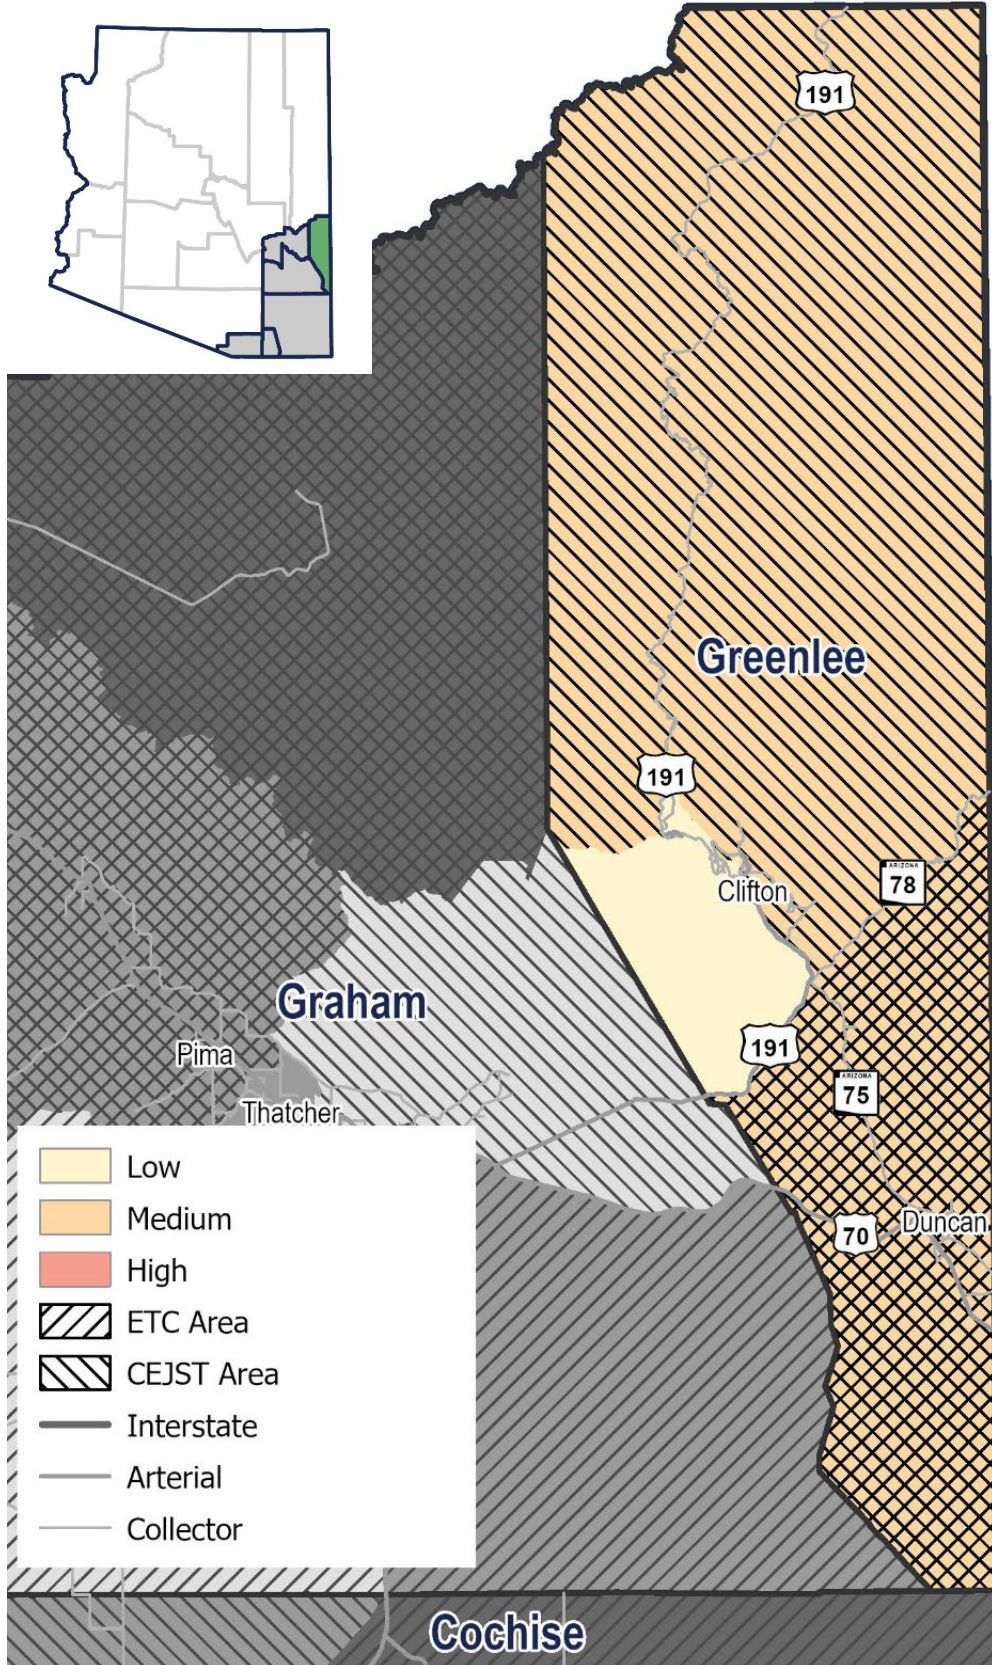 191
Greenlee
191
Clifton
ARIZONA
78
Graham
191
Pima
ARIZONA
75
Thatcher
70
Duncan
Low
Medium
High
ETC Area
CEJST Area
Interstate
Arterial
Collector
Cochise